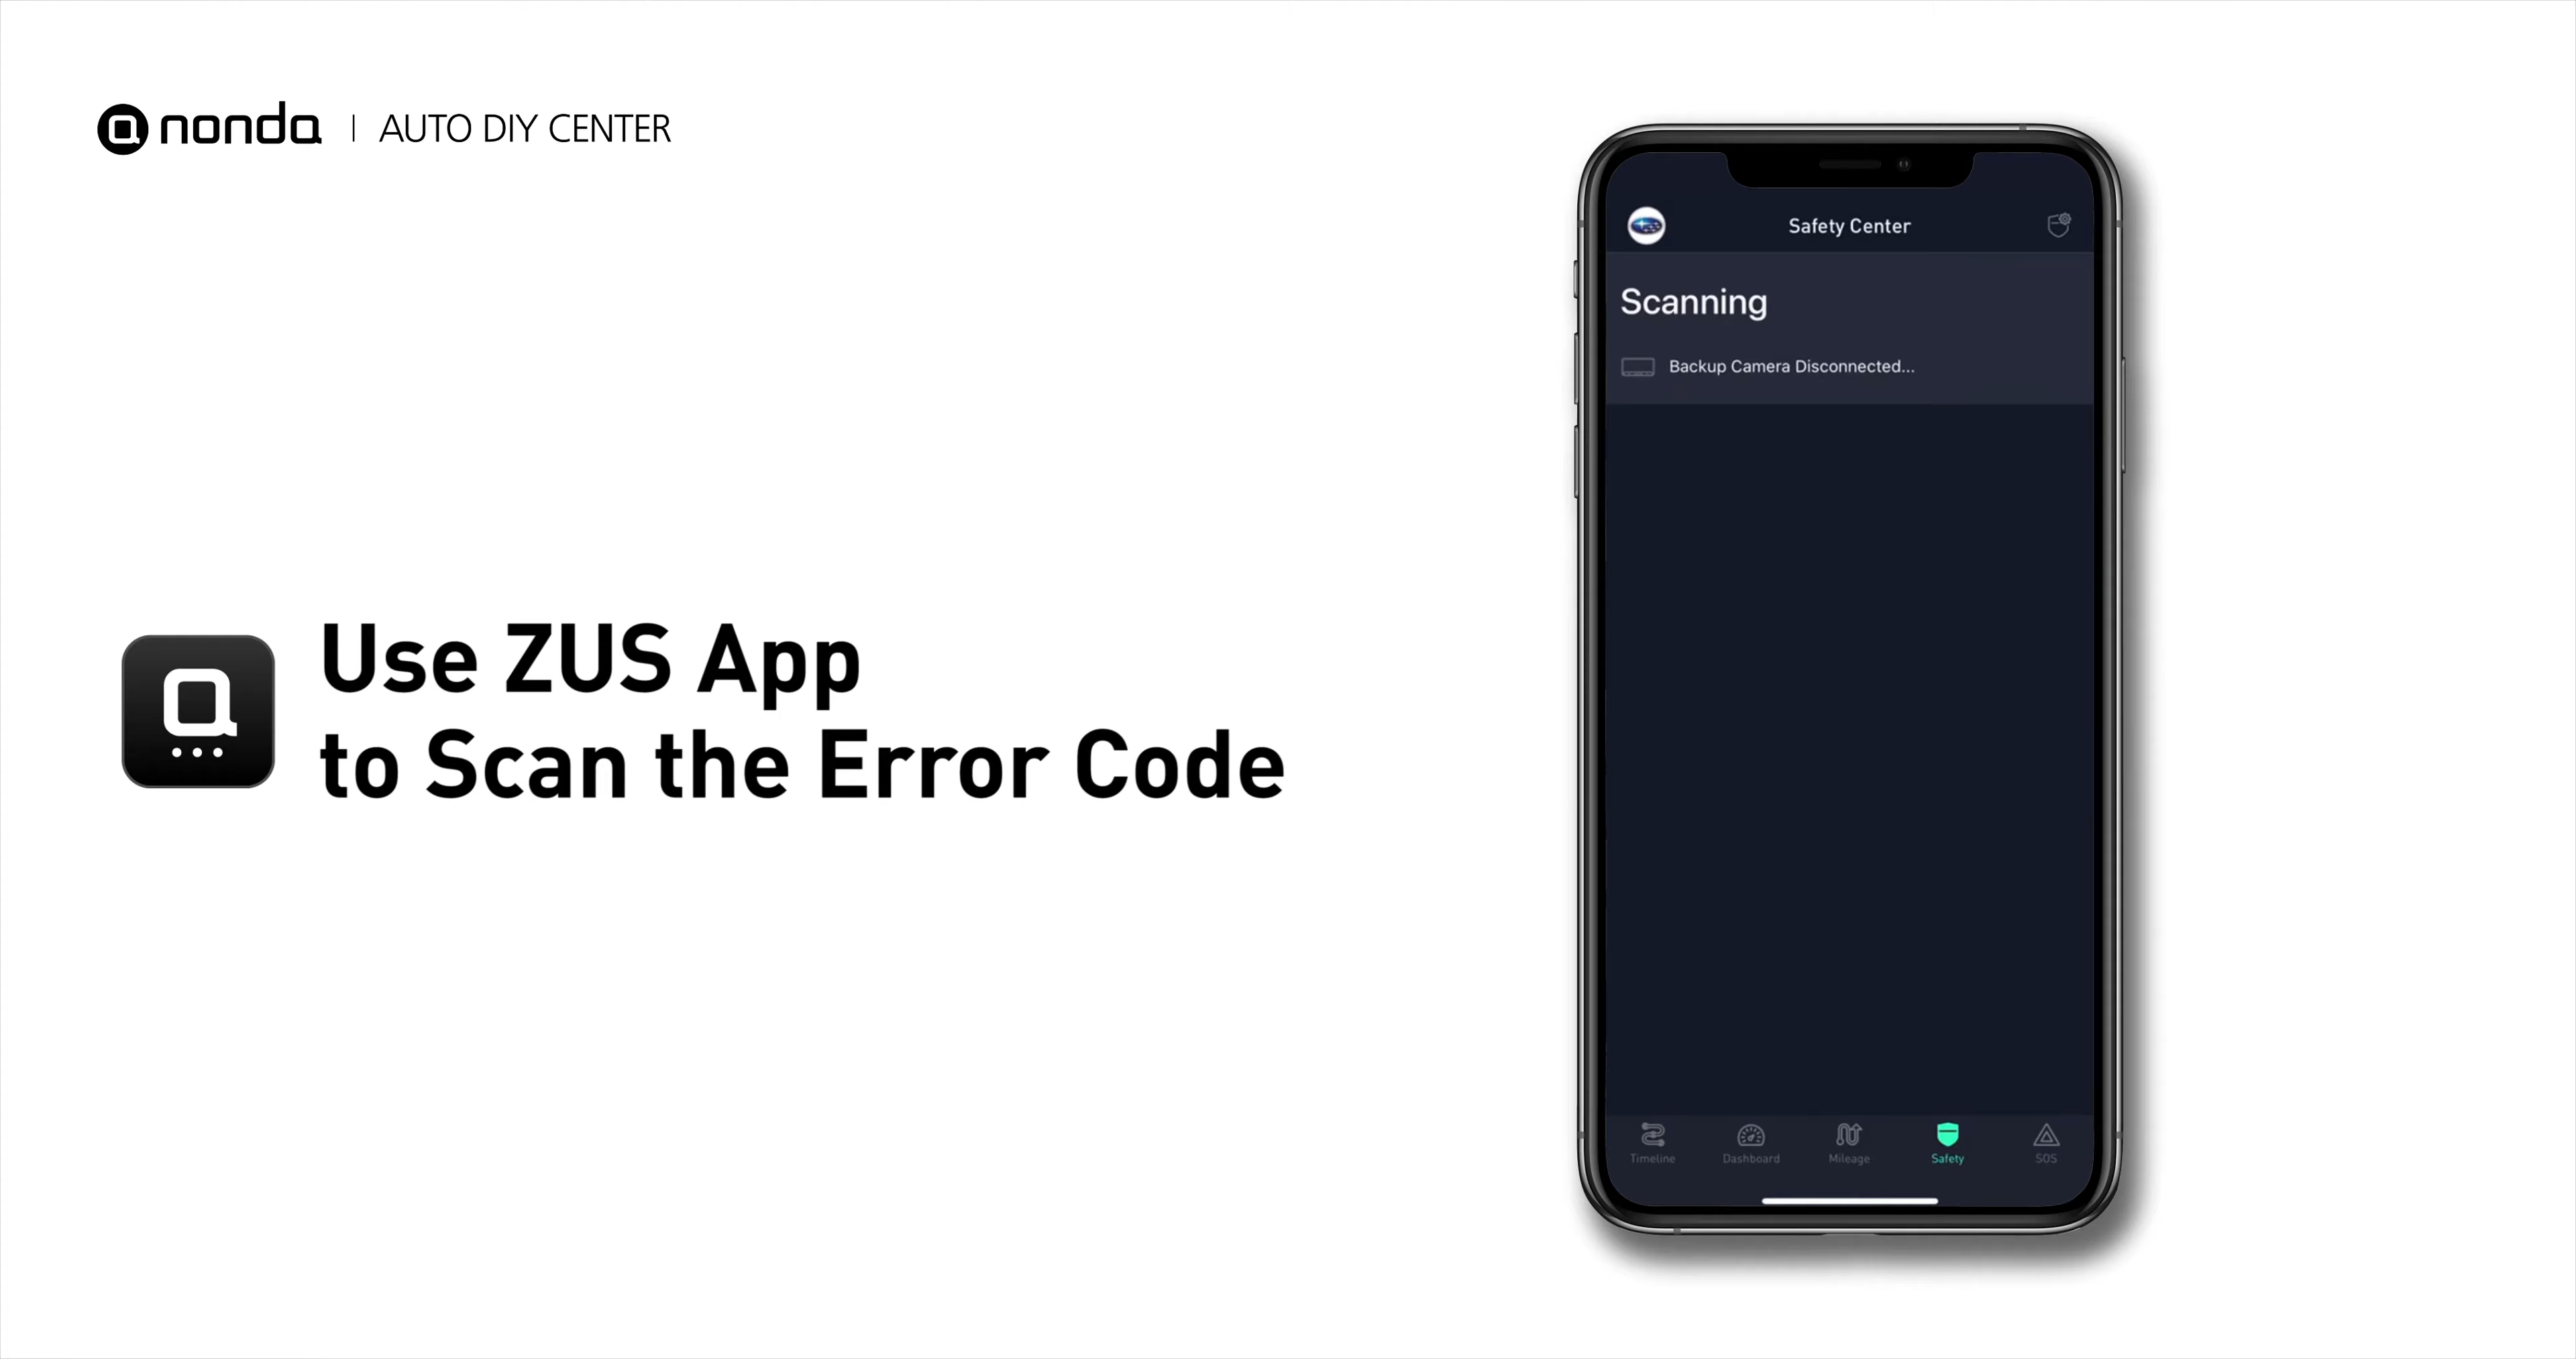 nonda | AUTO DIY CENTER
Use ZUS App
to Scan the Error Code
Safety Center
Scanning
Backup Camera Disconnected...
Timeline
Dashboard
Mileage
Safety
SOS